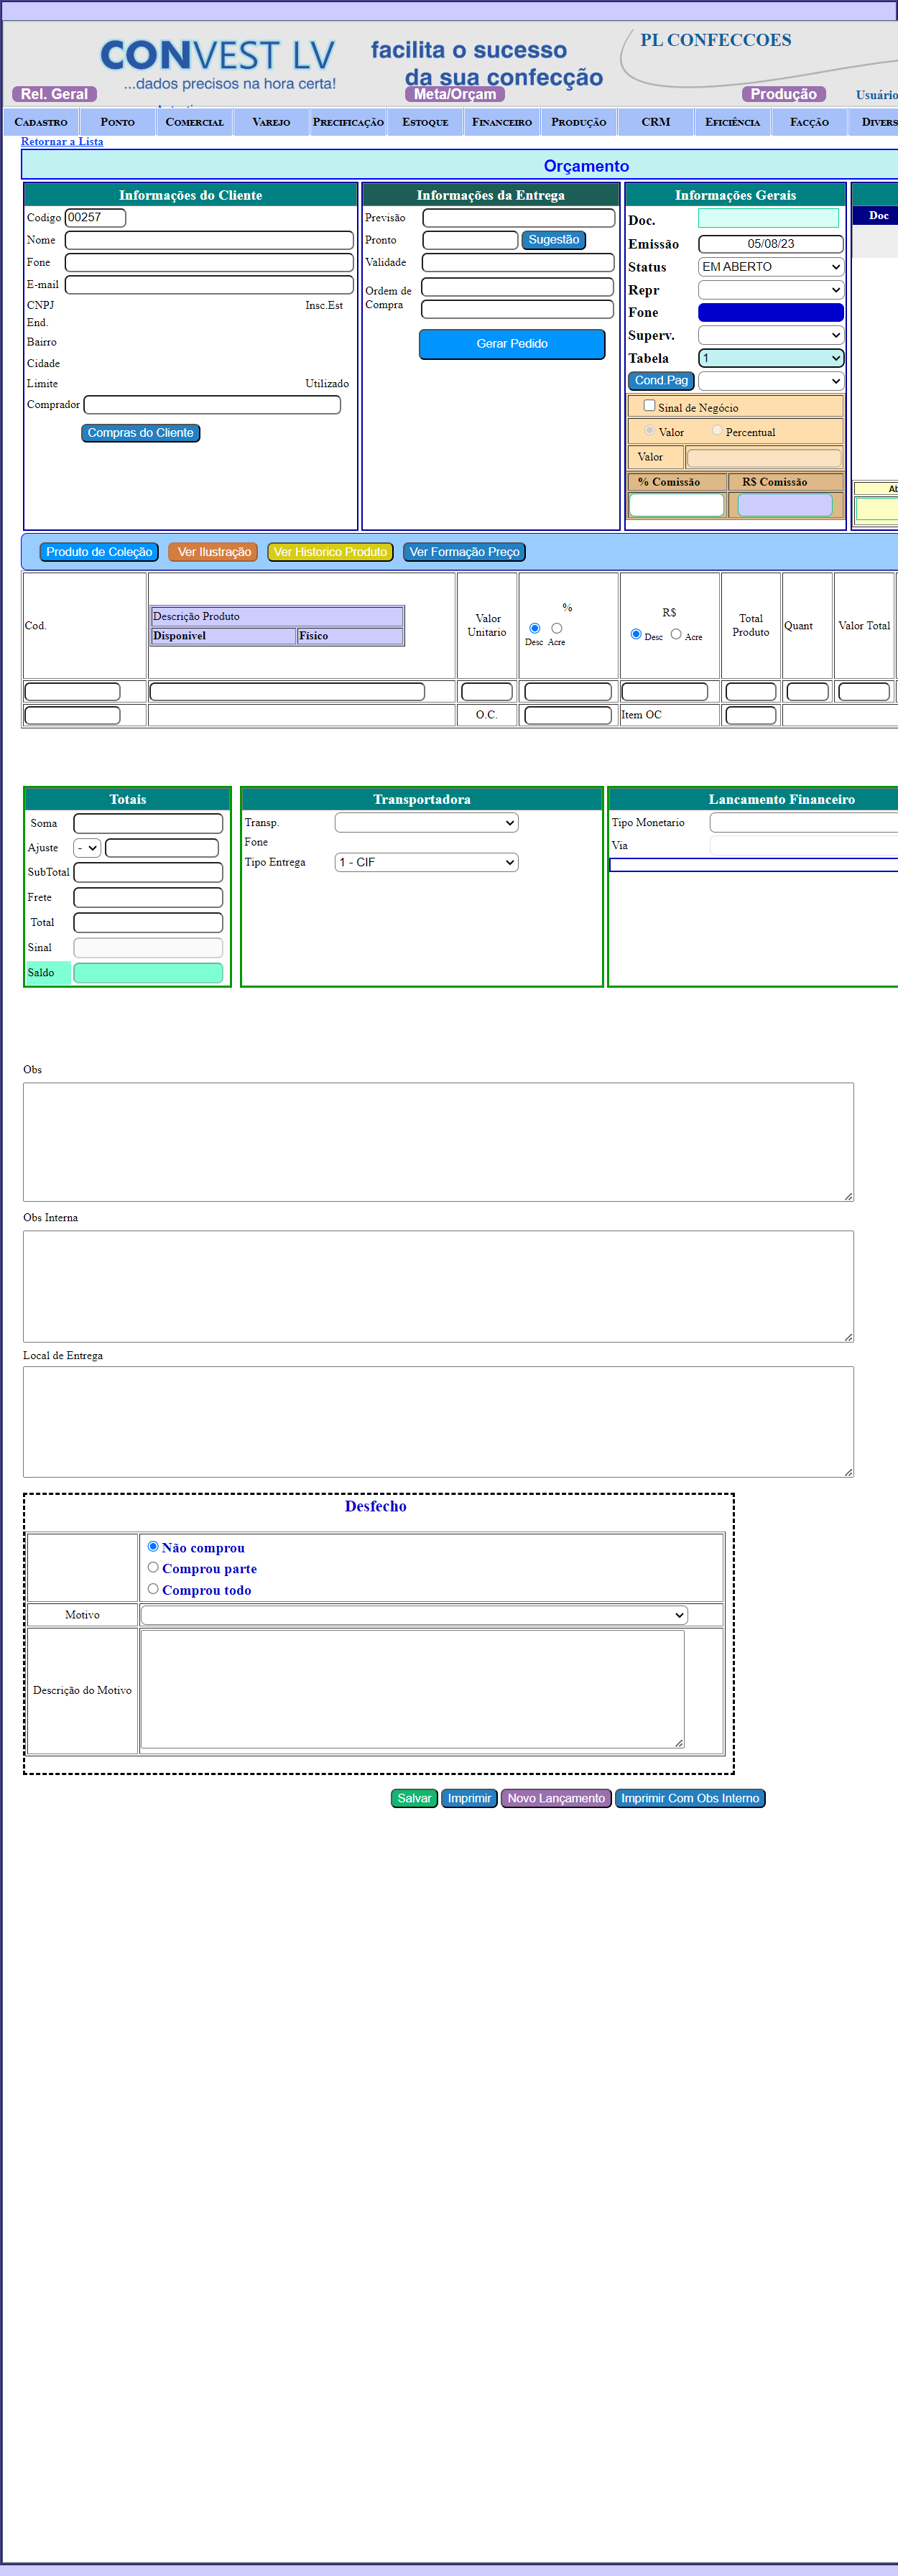 CONVEST LV
...dados precisos na hora certa!
facilita o sucesso
da sua confecção
PL CONFECCOES
Rel. Geral
Meta/Orçam
Produção
Usuário
Cadastro Ponto Comercial Varejo Precificação Estoque Financeiro Produção CRM Eficiência Facção Divers
Retornar a Lista
Orçamento
Informações do Cliente
Codigo 00257
Nome
Fone
E-mail
CNPJ Insc.Est
End.
Bairro
Cidade
Limite Utilizado
Comprador
Compras do Cliente
Informações da Entrega
Previsão
Pronto Sugestão
Validade
Ordem de
Compra
Gerar Pedido
Informações Gerais
Doc.
Emissão 05/08/23
Status EM ABERTO
Repr
Fone
Superv.
Tabela 1
Cond.Pag
Sinal de Negócio
Valor Percentual
Valor
% Comissão R$ Comissão
Doc
Produto de Coleção Ver Ilustração Ver Historico Produto Ver Formação Preço
Cod.
Descrição Produto
Disponivel Fisico
Valor
Unitario
%
Desc Acre
R$
Desc Acre
Total
Produto
Quant
Valor Total
O.C.
Item OC
Totais
Soma
Ajuste -
SubTotal
Frete
Total
Sinal
Saldo
Transportadora
Transp.
Fone
Tipo Entrega 1 - CIF
Lancamento Financeiro
Tipo Monetario
Via
Obs
Obs Interna
Local de Entrega
Desfecho
Não comprou
Comprou parte
Comprou todo
Motivo
Descrição do Motivo
Salvar Imprimir Novo Lançamento Imprimir Com Obs Interno